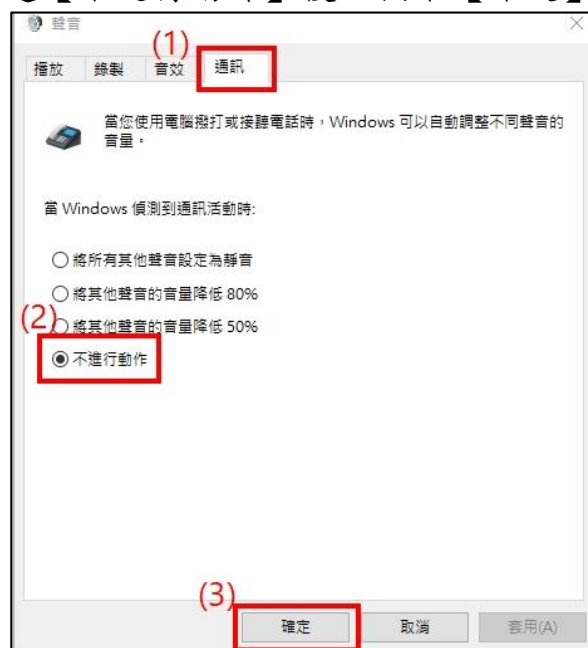 聲音
(1)
播放 錄製 音效 通訊
當您使用電腦撥打或接聽電話時，Windows 可以自動調整不同聲音的
音量。
當 Windows 偵測到通訊活動時:
將所有其他聲音設定為靜音
將其他聲音的音量降低 80%
(2)
將其他聲音的音量降低 50%
不進行動作
(3)
確定 取消 套用(A)